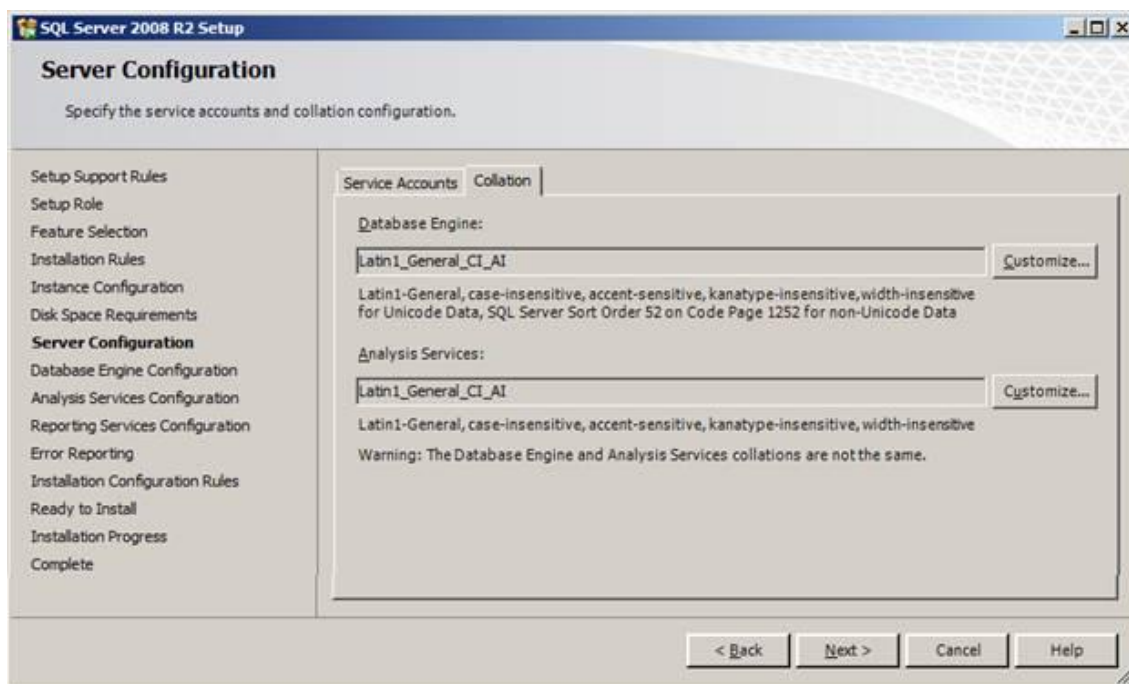 SQL Server 2008 R2 Setup
Server Configuration
Specify the service accounts and collation configuration.
Setup Support Rules
Setup Role
Feature Selection
Installation Rules
Instance Configuration
Disk Space Requirements
Server Configuration
Database Engine Configuration
Analysis Services Configuration
Reporting Services Configuration
Error Reporting
Installation Configuration Rules
Ready to Install
Installation Progress
Complete
Service Accounts Collation
Database Engine:
Latin1_General_CI_AI Customize...
Latin1-General, case-insensitive, accent-sensitive, kanatype-insensitive, width-insensitive
for Unicode Data, SQL Server Sort Order 52 on Code Page 1252 for non-Unicode Data
Analysis Services:
Latin1_General_CI_AI Customize...
Latin1-General, case-insensitive, accent-sensitive, kanatype-insensitive, width-insensitive
Warning: The Database Engine and Analysis Services collations are not the same.
< Back Next > Cancel Help